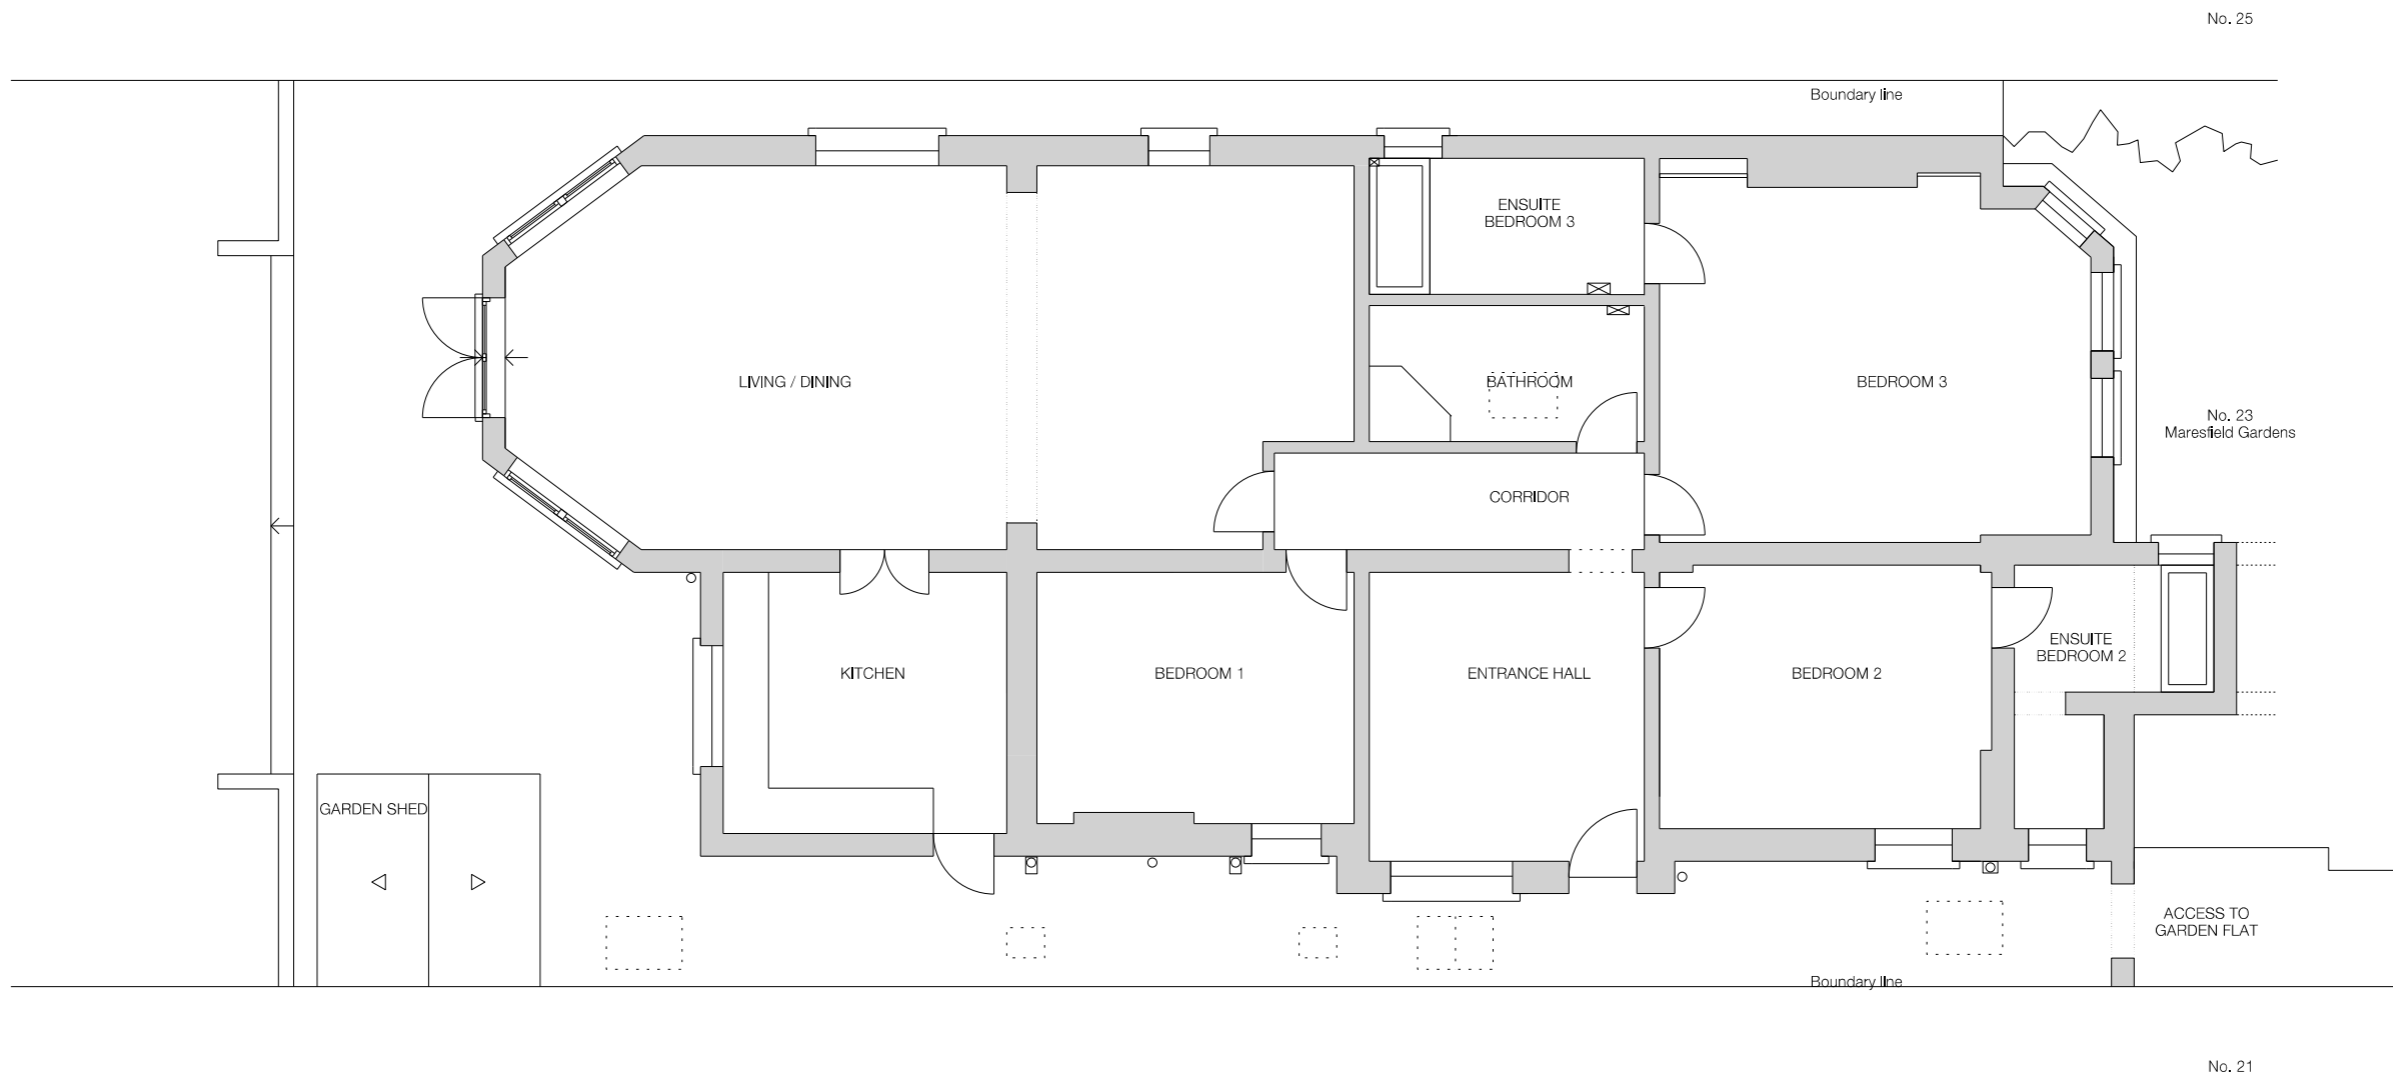 No. 25
Boundary line
ENSUITE
BEDROOM 3
LIVING / DINING
BATHROOM
BEDROOM 3
No. 23
Maresfield Gardens
CORRIDOR
ENSUITE
BEDROOM 2
KITCHEN
BEDROOM 1
ENTRANCE HALL
BEDROOM 2
GARDEN SHED
ACCESS TO
GARDEN FLAT
Boundary line
No. 21